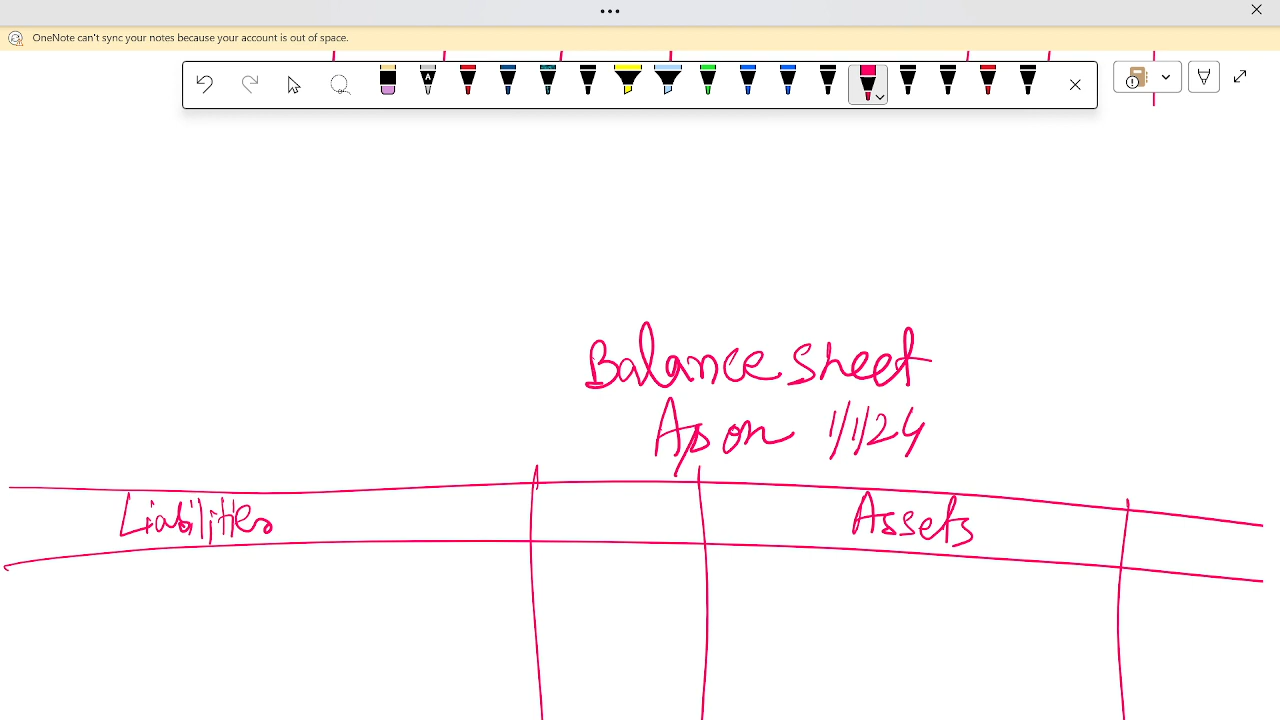 OneNote can't sync your notes because your account is out of space.
A
Balance sheet
As on 1/1/24
Liabilities Assets